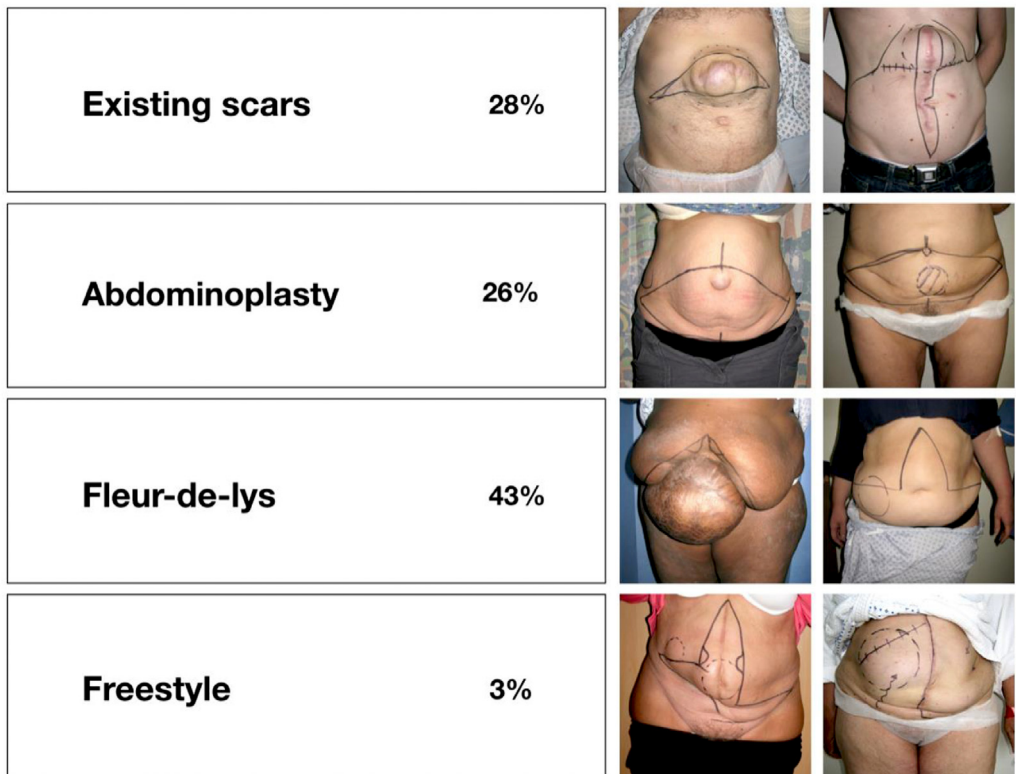 Existing scars 28%
Abdominoplasty 26%
Fleur-de-lys 43%
Freestyle 3%